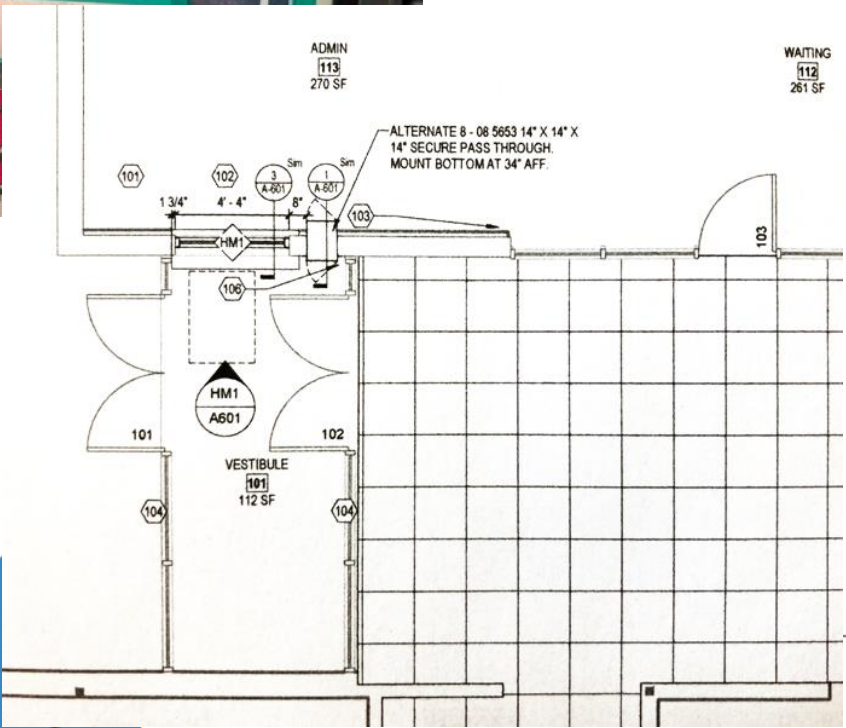 ADMIN
113
270 SF
WAITING
112
261 SF
ALTERNATE 8 - 08 5653 14" X 14" X
14" SECURE PASS THROUGH.
MOUNT BOTTOM AT 34" AFF.
101
102
3
A-601
Sim
1
A-601
Sim
1 3/4"
4' - 4"
8"
103
HM1
103
106
HM1
A601
101
102
VESTIBULE
101
112 SF
104
104